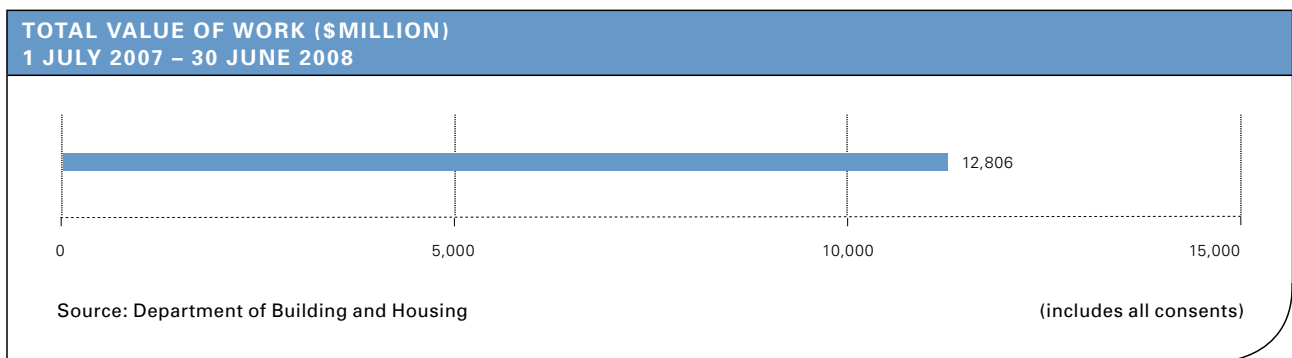 TOTAL VALUE OF WORK ($MILLION)
1 JULY 2007 – 30 JUNE 2008
12,806
0 5,000 10,000 15,000
Source: Department of Building and Housing (includes all consents)